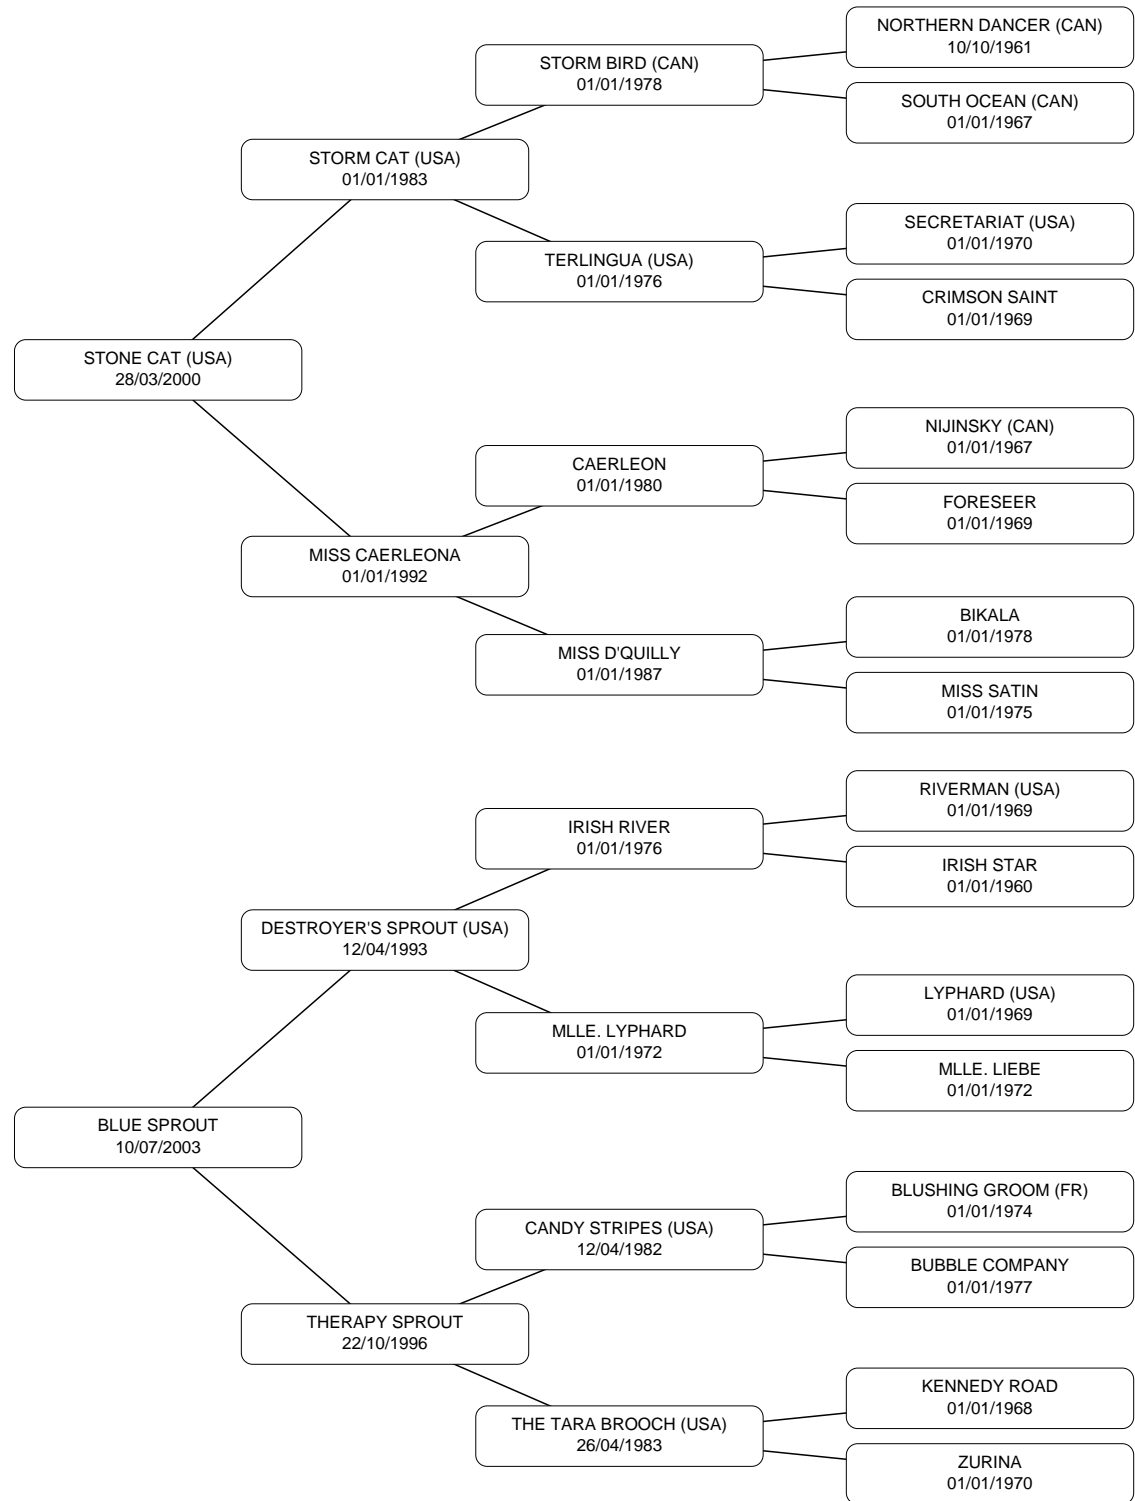 NORTHERN DANCER (CAN)
10/10/1961
STORM BIRD (CAN)
01/01/1978
SOUTH OCEAN (CAN)
01/01/1967
STORM CAT (USA)
01/01/1983
SECRETARIAT (USA)
01/01/1970
TERLINGUA (USA)
01/01/1976
CRIMSON SAINT
01/01/1969
STONE CAT (USA)
28/03/2000
NIJINSKY (CAN)
01/01/1967
CAERLEON
01/01/1980
FORESEER
01/01/1969
MISS CAERLEONA
01/01/1992
BIKALA
01/01/1978
MISS D'QUILLY
01/01/1987
MISS SATIN
01/01/1975
RIVERMAN (USA)
01/01/1969
IRISH RIVER
01/01/1976
IRISH STAR
01/01/1960
DESTROYER'S SPROUT (USA)
12/04/1993
LYPHARD (USA)
01/01/1969
MLLE. LYPHARD
01/01/1972
MLLE. LIEBE
01/01/1972
BLUE SPROUT
10/07/2003
BLUSHING GROOM (FR)
01/01/1974
CANDY STRIPES (USA)
12/04/1982
BUBBLE COMPANY
01/01/1977
THERAPY SPROUT
22/10/1996
KENNEDY ROAD
01/01/1968
THE TARA BROOCH (USA)
26/04/1983
ZURINA
01/01/1970